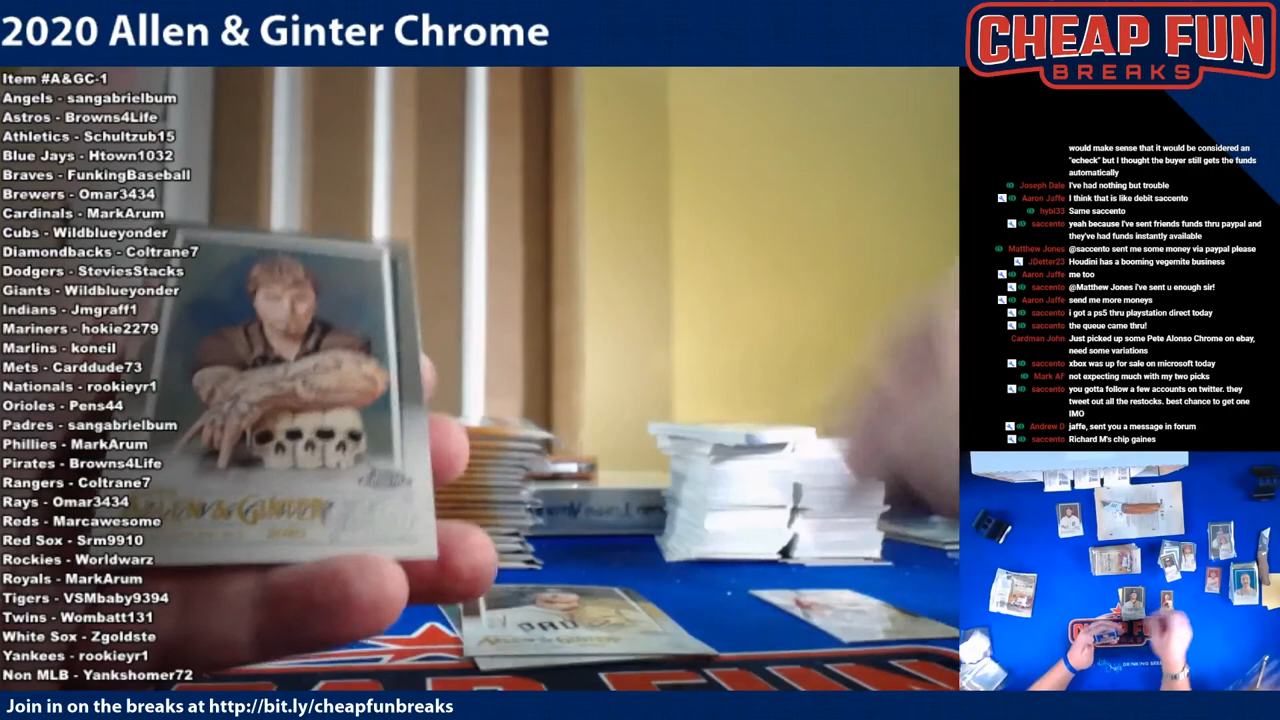 2020 Allen & Ginter Chrome
CHEAP FUN
BREAKS
Item #A&GC-1
Angels - sangabrielbum
Astros - Browns4Life
Athletics - Schultzub15
Blue Jays - Htown1032
Braves - FunkingBaseball
Brewers - Omar3434
Cardinals - MarkArum
Cubs - Wildblueyonder
Diamondbacks - Coltrane7
Dodgers - SteviesStacks
Giants - Wildblueyonder
Indians - Jmgraff1
Mariners - hokie2279
Marlins - koneil
Mets - Carddude73
Nationals - rookieyr1
Orioles - Pens44
Padres - sangabrielbum
Phillies - MarkArum
Pirates - Browns4Life
Rangers - Coltrane7
Rays - Omar3434
Reds - Marcawesome
Red Sox - Srm9910
Rockies - Worldwarz
Royals - MarkArum
Tigers - VSMbaby9394
Twins - Wombatt131
White Sox - Zgoldste
Yankees - rookieyr1
Non MLB - Yankshomer72
ALLEN & GINTER
ALLEN & GINTER
would make sense that it would be considered an
"echeck" but I thought the buyer still gets the funds
automatically
Joseph Dale I've had nothing but trouble
Aaron Jaffe I think that is like debit saccento
hybl33 Same saccento
saccento yeah because I've sent friends funds thru paypal and
they've had funds instantly available
Matthew Jones @saccento sent me some money via paypal please
JDetter23 Houdini has a booming vegemite business
Aaron Jaffe me too
saccento @Matthew Jones i've sent u enough sir!
Aaron Jaffe send me more moneys
saccento i got a ps5 thru playstation direct today
saccento the queue came thru!
Cardman John Just picked up some Pete Alonso Chrome on ebay,
need some variations
saccento xbox was up for sale on microsoft today
Mark AF not expecting much with my two picks
saccento you gotta follow a few accounts on twitter. they
tweet out all the restocks. best chance to get one
IMO
Andrew D jaffe, sent you a message in forum
saccento Richard M's chip gaines
Join in on the breaks at http://bit.ly/cheapfunbreaks